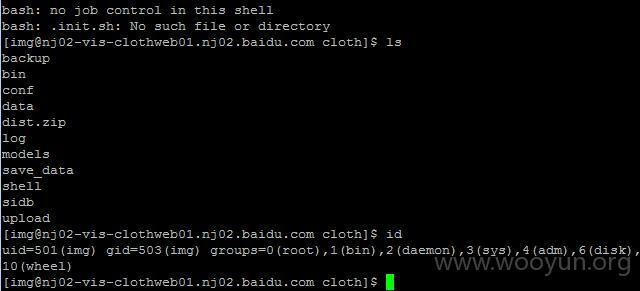 bash: no job control in this shell
bash: .init.sh: No such file or directory
[img@nj02-vis-clothweb01.nj02.baidu.com cloth]$ ls
backup
bin
conf
data
dist.zip
log
models
save_data
shell
sidb
upload
[img@nj02-vis-clothweb01.nj02.baidu.com cloth]$ id
uid=501(img) gid=503(img) groups=0(root),1(bin),2(daemon),3(sys),4(adm),6(disk),
10(wheel)
www.wooyun.org
[img@nj02-vis-clothweb01.nj02.baidu.com cloth]$